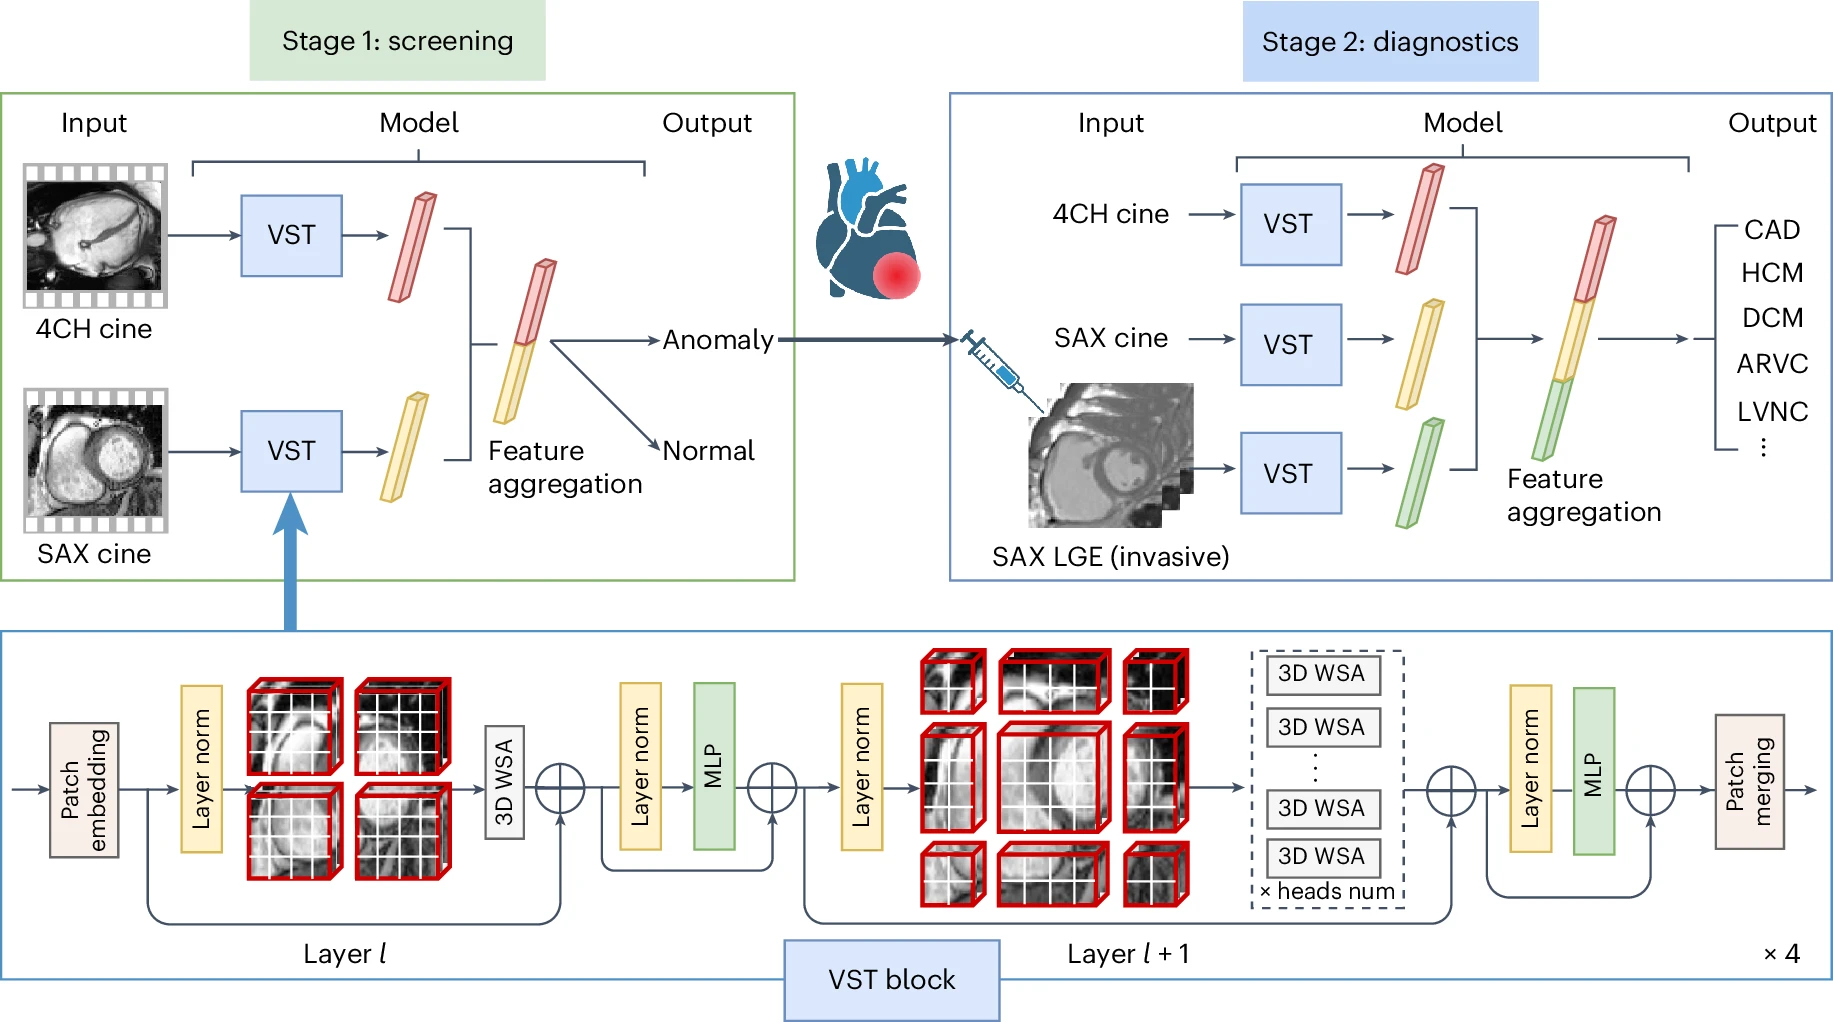 Stage 1: screening
Input
Model
Output
4CH cine
VST
SAX cine
VST
Feature
aggregation
Anomaly
Normal
Stage 2: diagnostics
Input
Model
Output
4CH cine
VST
SAX cine
VST
SAX LGE (invasive)
VST
Feature
aggregation
CAD
HCM
DCM
ARVC
LVNC
⋮
Patch
embedding
Layer norm
3D WSA
Layer norm
MLP
Layer norm
3D WSA
3D WSA
⋮
3D WSA
3D WSA
× heads num
Layer norm
MLP
Patch
merging
Layer l
Layer l + 1
× 4
VST block